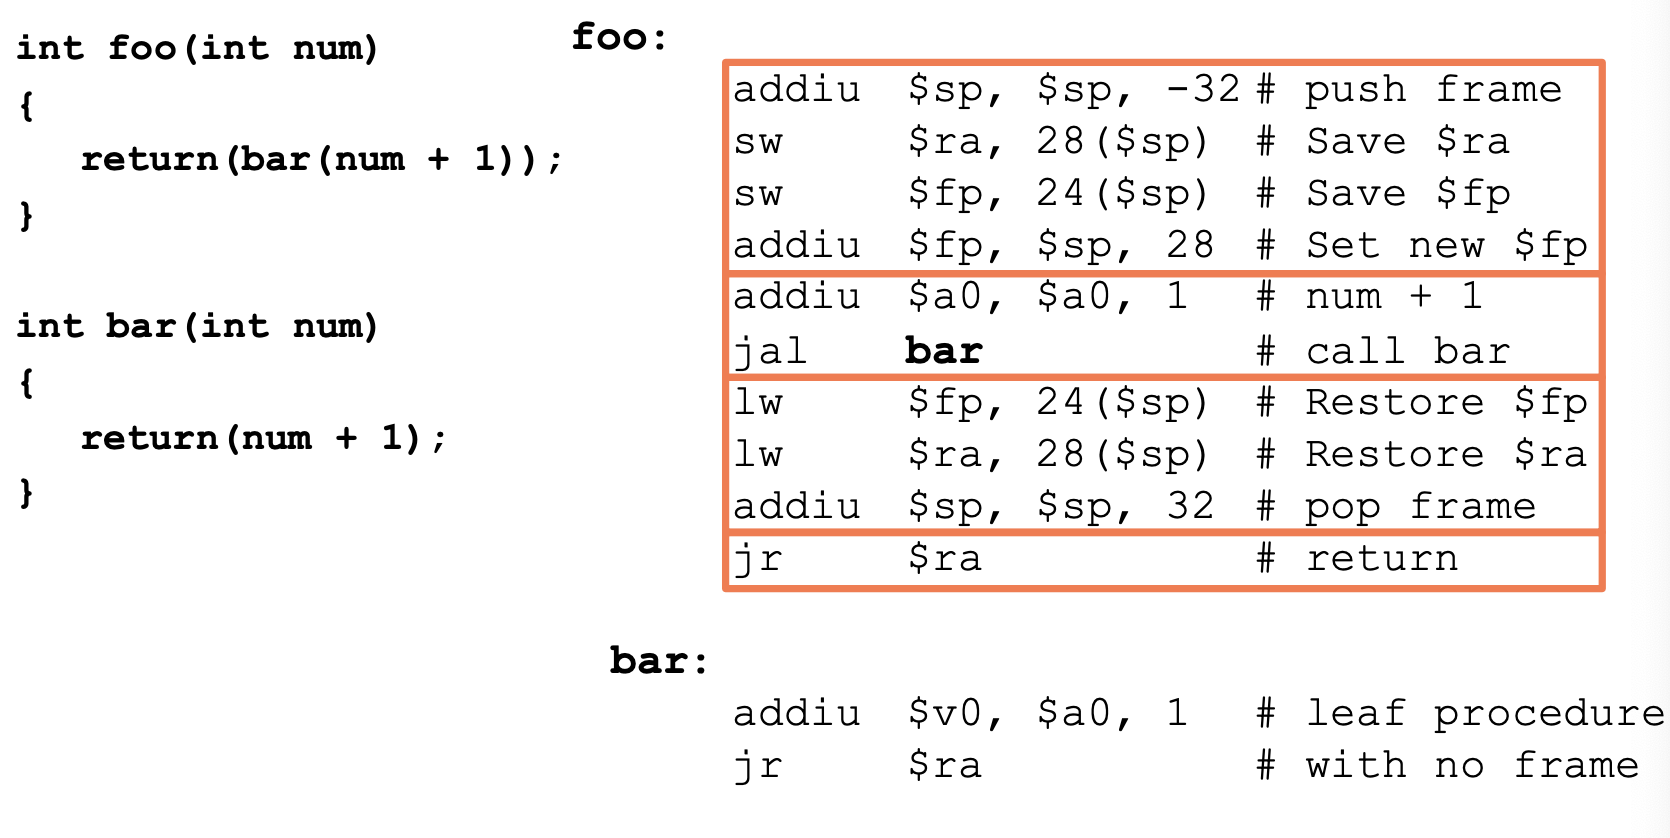 int foo(int num)
{
   return(bar(num + 1));
}
int bar(int num)
{
   return(num + 1);
}
foo:
addiu $sp, $sp, -32 # push frame
sw $ra, 28($sp) # Save $ra
sw $fp, 24($sp) # Save $fp
addiu $fp, $sp, 28 # Set new $fp
addiu $a0, $a0, 1 # num + 1
jal bar # call bar
lw $fp, 24($sp) # Restore $fp
lw $ra, 28($sp) # Restore $ra
addiu $sp, $sp, 32 # pop frame
jr $ra # return
bar:
addiu $v0, $a0, 1 # leaf procedure
jr $ra # with no frame